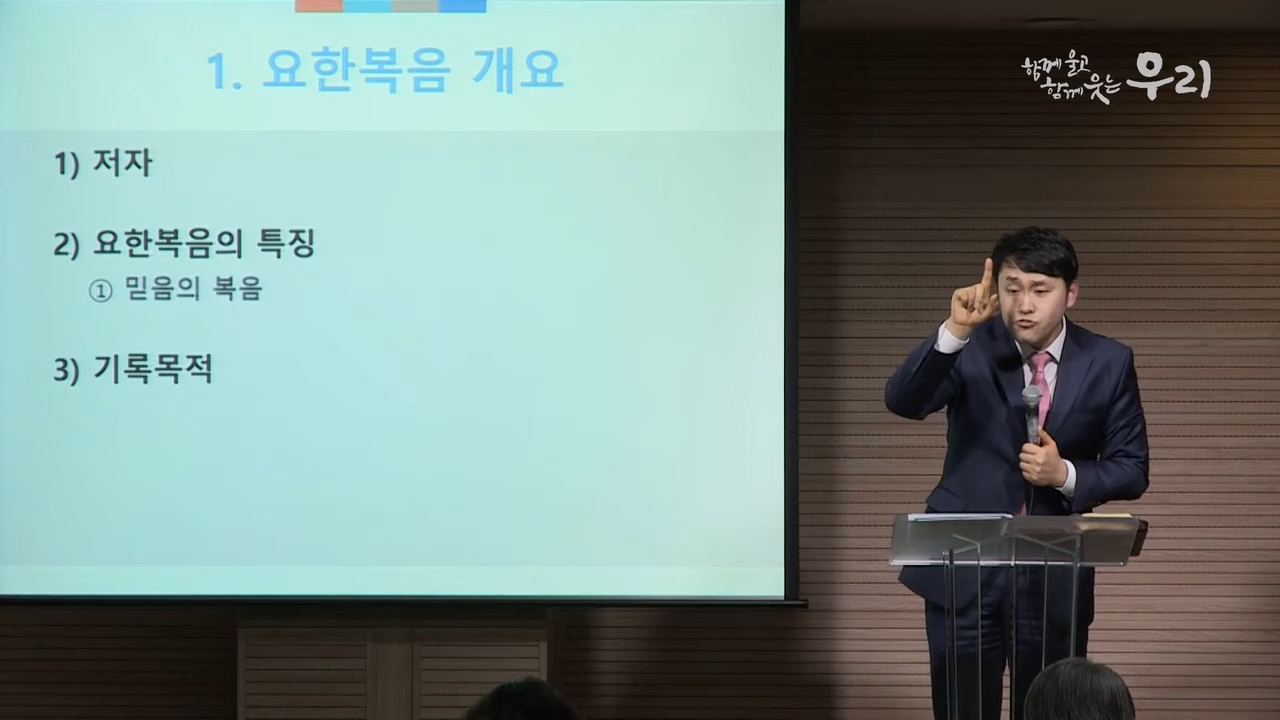 1. 요한복음 개요
함께 울고
함께 웃는 우리
1) 저자
2) 요한복음의 특징
① 믿음의 복음
3) 기록목적